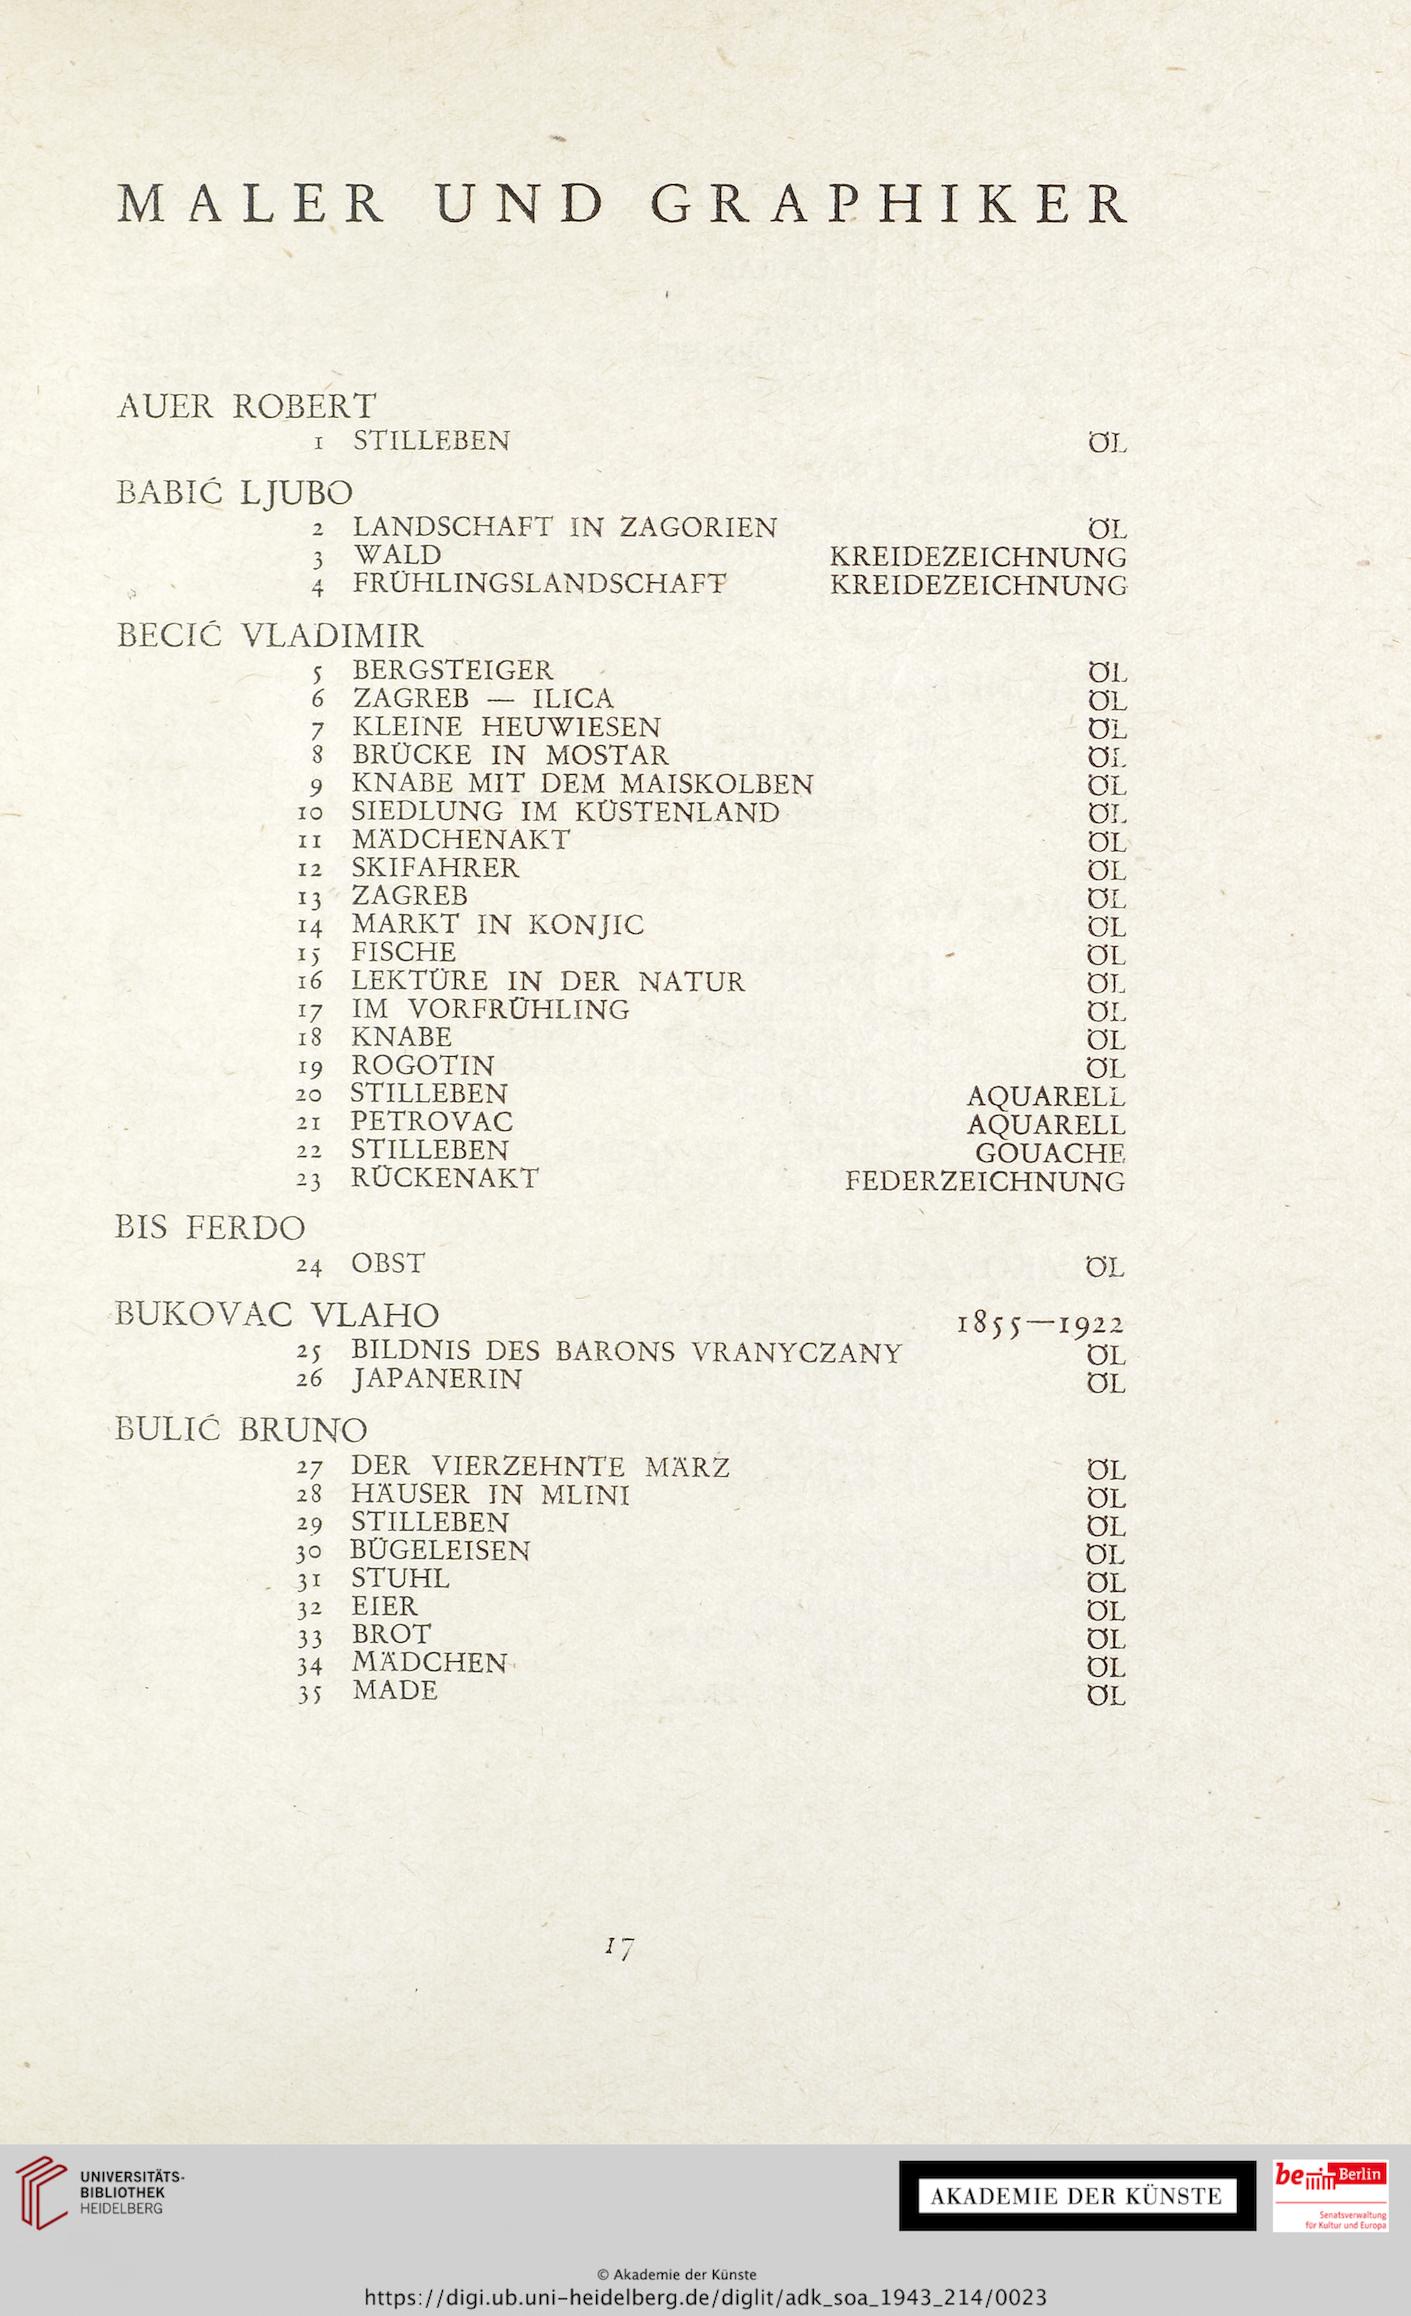 MALER UND GRAPHIKER
AUER ROBERT
1 STILLEBEN ÖL
BABIĆ LJUBO
2 LANDSCHAFT IN ZAGORIEN ÖL
3 WALD KREIDEZEICHNUNG
4 FRÜHLINGSLANDSCHAFT KREIDEZEICHNUNG
BECIĆ VLADIMIR
5 BERGSTEIGER ÖL
6 ZAGREB — ILICA ÖL
7 KLEINE HEUWIESEN ÖL
8 BRÜCKE IN MOSTAR ÖL
9 KNABE MIT DEM MAISKOLBEN ÖL
10 SIEDLUNG IM KÜSTENLAND ÖL
11 MÄDCHENAKT ÖL
12 SKIFAHRER ÖL
13 ZAGREB ÖL
14 MARKT IN KONJIC ÖL
15 FISCHE ÖL
16 LEKTÜRE IN DER NATUR ÖL
17 IM VORFRÜHLING ÖL
18 KNABE ÖL
19 ROGOTIN ÖL
20 STILLEBEN AQUARELL
21 PETROVAC AQUARELL
22 STILLEBEN GOUACHE
23 RÜCKENAKT FEDERZEICHNUNG
BIS FERDO
24 OBST ÖL
BUKOVAC VLAHO 1855—1922
25 BILDNIS DES BARONS VRANYCZANY ÖL
26 JAPANERIN ÖL
BULIĆ BRUNO
27 DER VIERZEHNTE MÄRZ ÖL
28 HÄUSER IN MLINI ÖL
29 STILLEBEN ÖL
30 BÜGELEISEN ÖL
31 STUHL ÖL
32 EIER ÖL
33 BROT ÖL
34 MÄDCHEN ÖL
35 MADE ÖL
17
UNIVERSITÄTS-
BIBLIOTHEK
HEIDELBERG
AKADEMIE DER KÜNSTE
be Berlin
Senatsverwaltung
für Kultur und Europa
© Akademie der Künste
https://digi.ub.uni-heidelberg.de/diglit/adk_soa_1943_214/0023